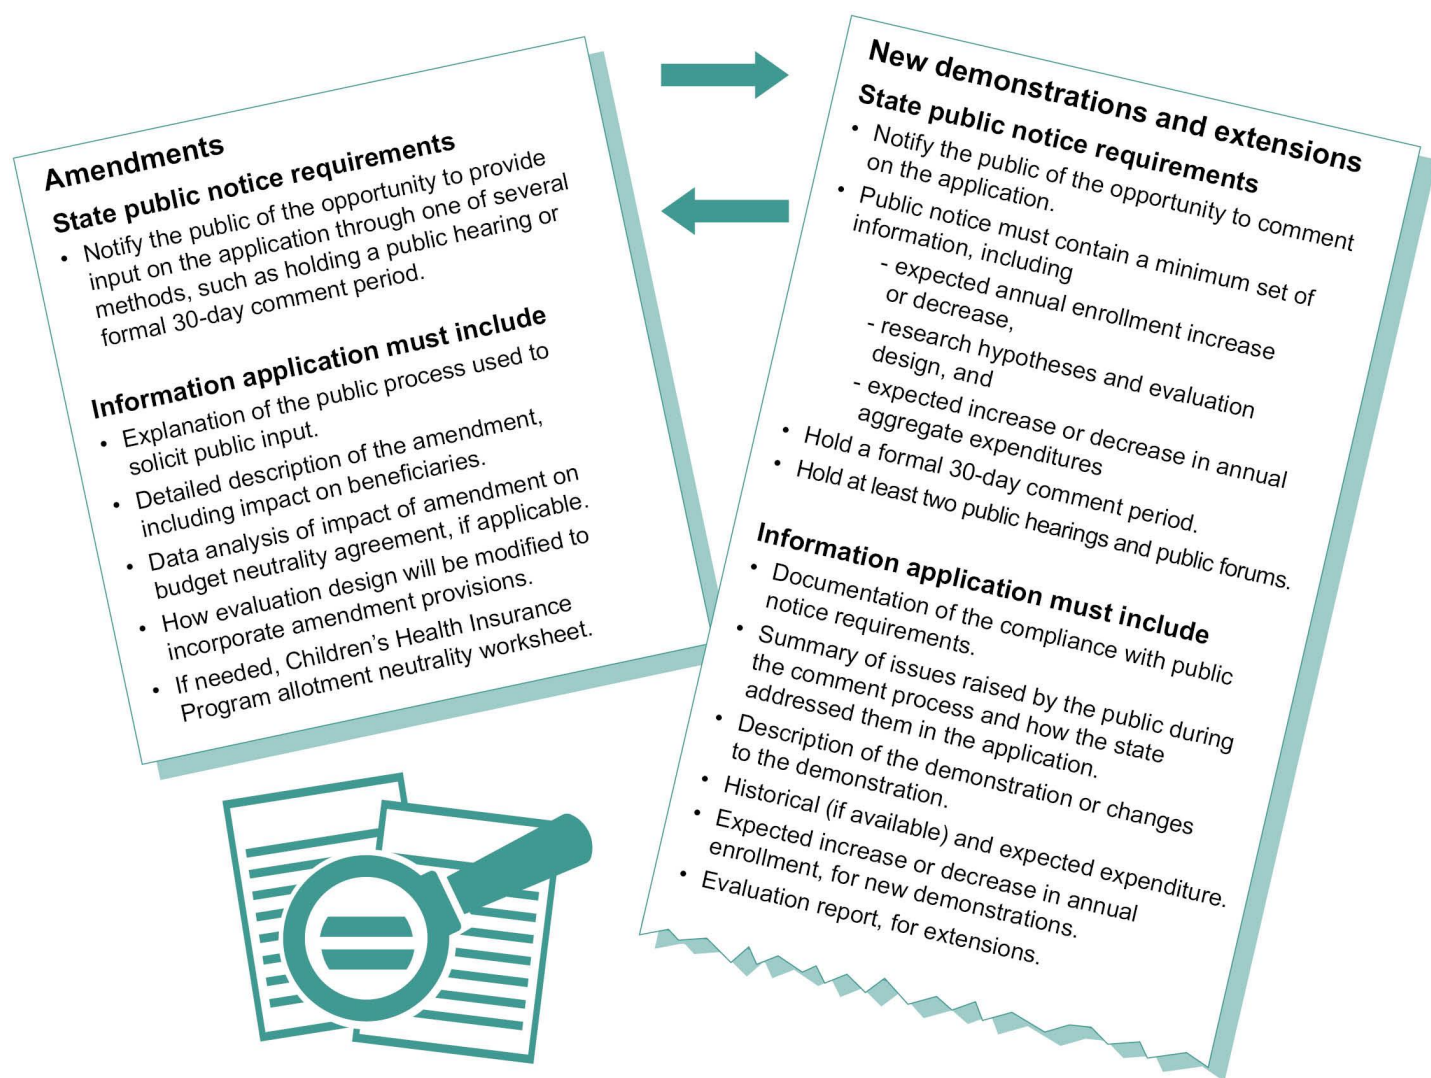 Amendments
State public notice requirements
• Notify the public of the opportunity to provide
input on the application through one of several
methods, such as holding a public hearing or
formal 30-day comment period.
Information application must include
• Explanation of the public process used to
solicit public input.
• Detailed description of the amendment,
including impact on beneficiaries.
• Data analysis of impact of amendment on
budget neutrality agreement, if applicable.
• How evaluation design will be modified to
incorporate amendment provisions.
• If needed, Children’s Health Insurance
Program allotment neutrality worksheet.
New demonstrations and extensions
State public notice requirements
• Notify the public of the opportunity to comment
on the application.
• Public notice must contain a minimum set of
information, including
- expected annual enrollment increase
or decrease,
- research hypotheses and evaluation
design, and
- expected increase or decrease in annual
aggregate expenditures
• Hold a formal 30-day comment period.
• Hold at least two public hearings and public forums.
Information application must include
• Documentation of the compliance with public
notice requirements.
• Summary of issues raised by the public during
the comment process and how the state
addressed them in the application.
• Description of the demonstration or changes
to the demonstration.
• Historical (if available) and expected expenditure.
• Expected increase or decrease in annual
enrollment, for new demonstrations.
• Evaluation report, for extensions.